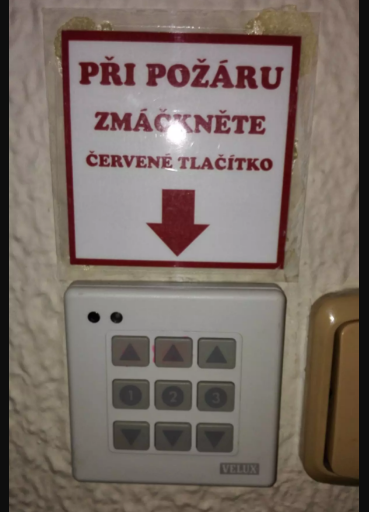 PŘI POŽÁRU
ZMÁČKNĚTE
ČERVENÉ TLAČÍTKO
1 2 3
VELUX